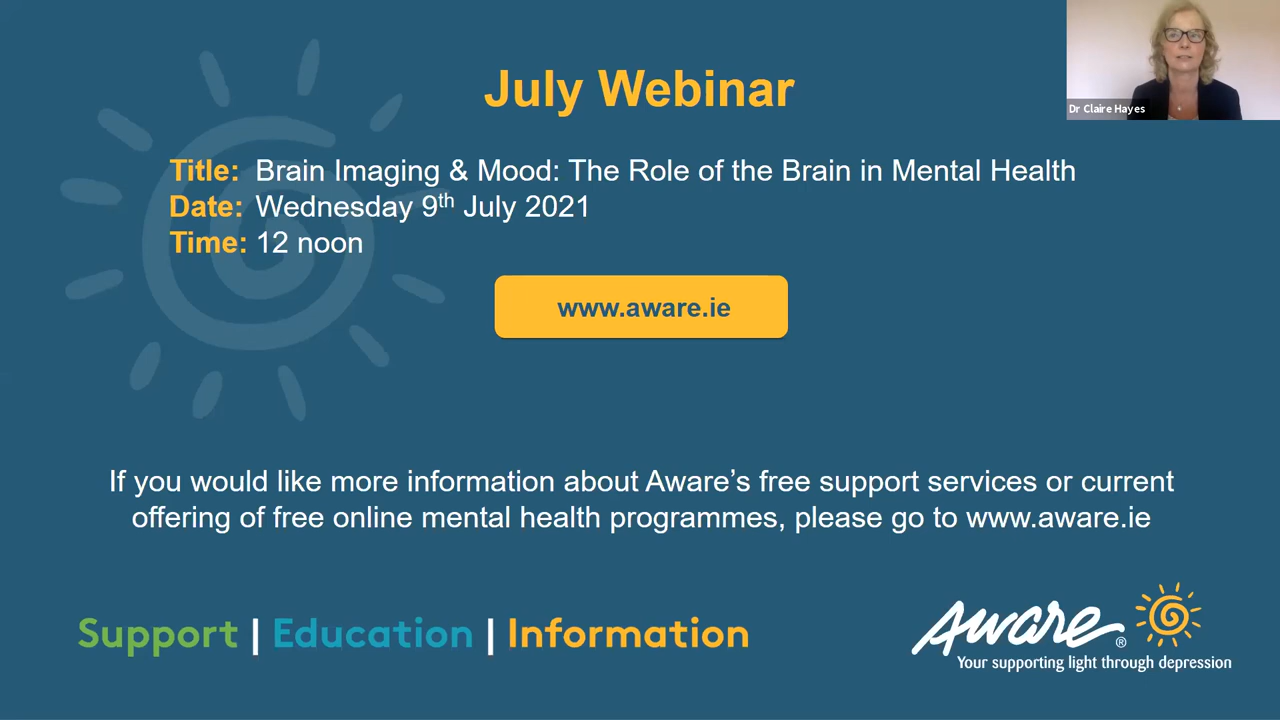 July Webinar
Dr Claire Hayes
Title: Brain Imaging & Mood: The Role of the Brain in Mental Health
Date: Wednesday 9th July 2021
Time: 12 noon
www.aware.ie
If you would like more information about Aware’s free support services or current
offering of free online mental health programmes, please go to www.aware.ie
Support | Education | Information
Aware®
Your supporting light through depression